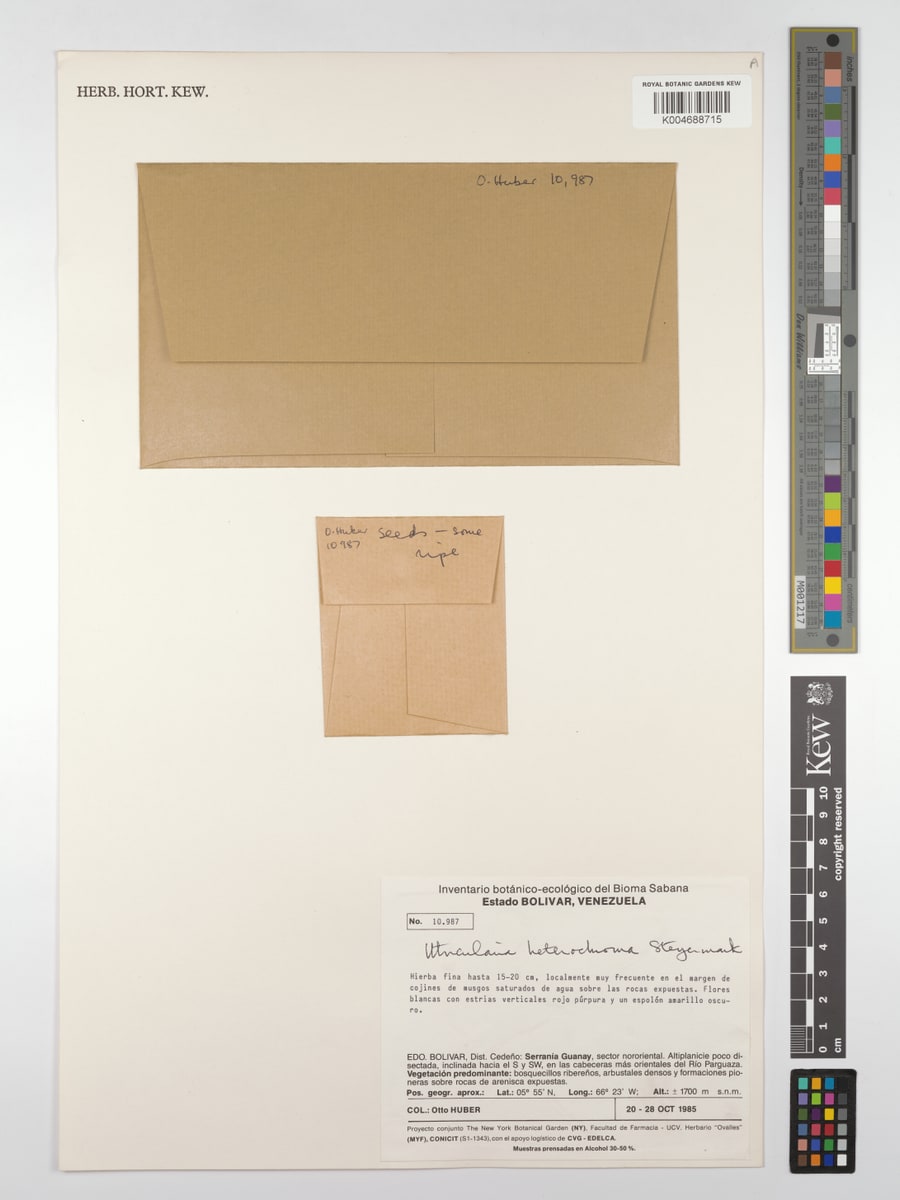 A
HERB. HORT. KEW.
ROYAL BOTANIC GARDENS KEW
K004688715
O. Huber 10,987
O. Huber seeds – some
10987 ripe
Inventario botánico-ecológico del Bioma Sabana
Estado BOLIVAR, VENEZUELA
No. 10.987
Utricularia heterochroma Steyermark
Hierba fina hasta 15-20 cm, localmente muy frecuente en el margen de
cojines de musgos saturados de agua sobre las rocas expuestas. Flores
blancas con estrias verticales rojo púrpura y un espolón amarillo oscu-
ro.
EDO. BOLIVAR, Dist. Cedeño: Serranía Guanay, sector nororiental. Altiplanicie poco di-
sectada, inclinada hacia el S y SW, en las cabeceras más orientales del Río Parguaza.
Vegetación predominante: bosquecillos ribereños, arbustales densos y formaciones pio-
neras sobre rocas de arenisca expuestas.
Pos. geogr. aprox.: Lat.: 05° 55' N, Long.: 66° 23' W; Alt.: ± 1700 m s.n.m.
COL.: Otto HUBER 20 - 28 OCT 1985
Proyecto conjunto The New York Botanical Garden (NY), Facultad de Farmacia - UCV, Herbario "Ovalles"
(MYF), CONICIT (S1-1343), con el apoyo logístico de CVG - EDELCA.
Muestras prensadas en Alcohol 30-50 %.
inches
Density
Don Williams
centimeters
M001217
Kew
copyright reserved
0 1 2 3 4 5 6 7 8 9 10
cm